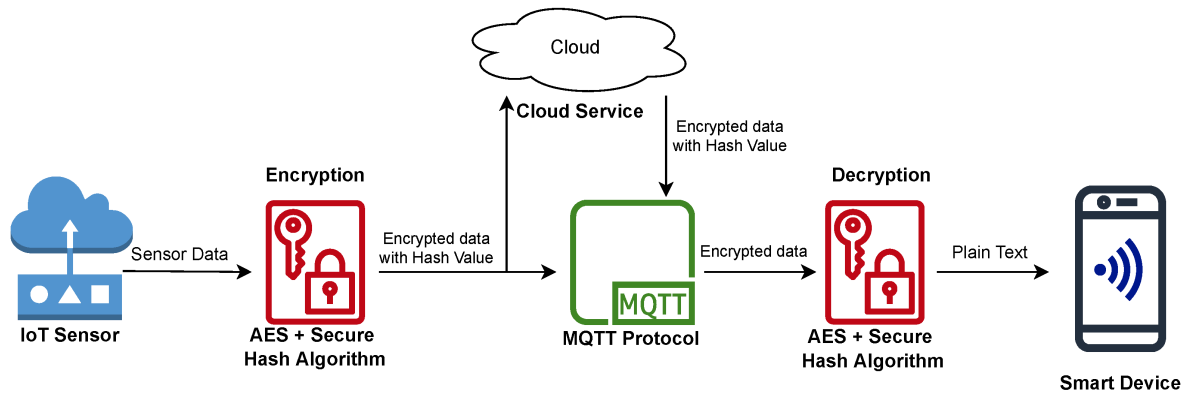 Cloud
Cloud Service
Encrypted data
with Hash Value
Encryption
Decryption
Sensor Data
Encrypted data
with Hash Value
Encrypted data
Plain Text
MQTT
IoT Sensor
AES + Secure
Hash Algorithm
MQTT Protocol
AES + Secure
Hash Algorithm
Smart Device